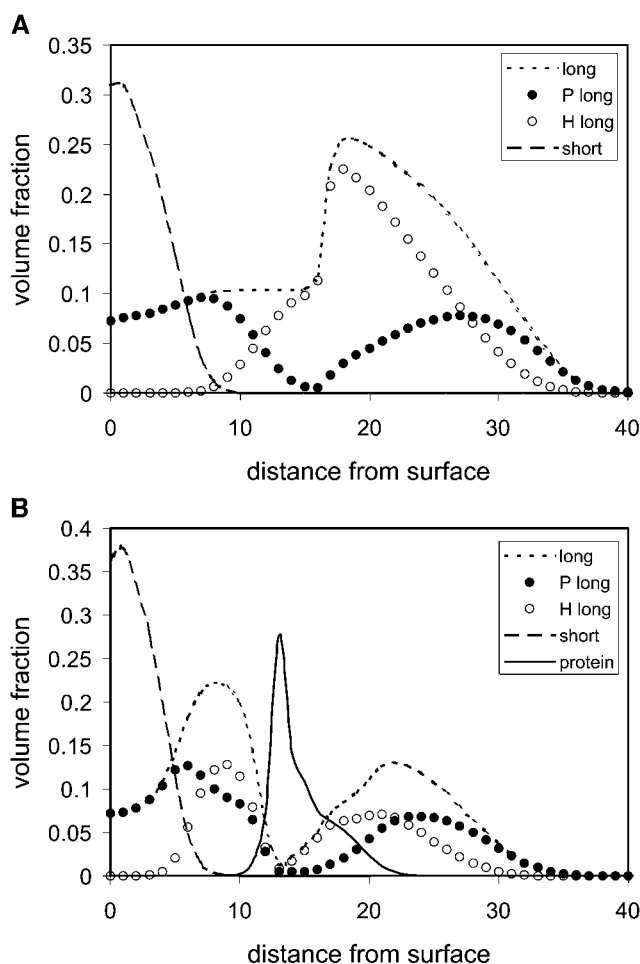 A
0.35
0.3
0.25
0.2
0.15
0.1
0.05
0
volume fraction
long
P long
H long
short
0 10 20 30 40
distance from surface
B
0.4
0.35
0.3
0.25
0.2
0.15
0.1
0.05
0
volume fraction
long
P long
H long
short
protein
0 10 20 30 40
distance from surface